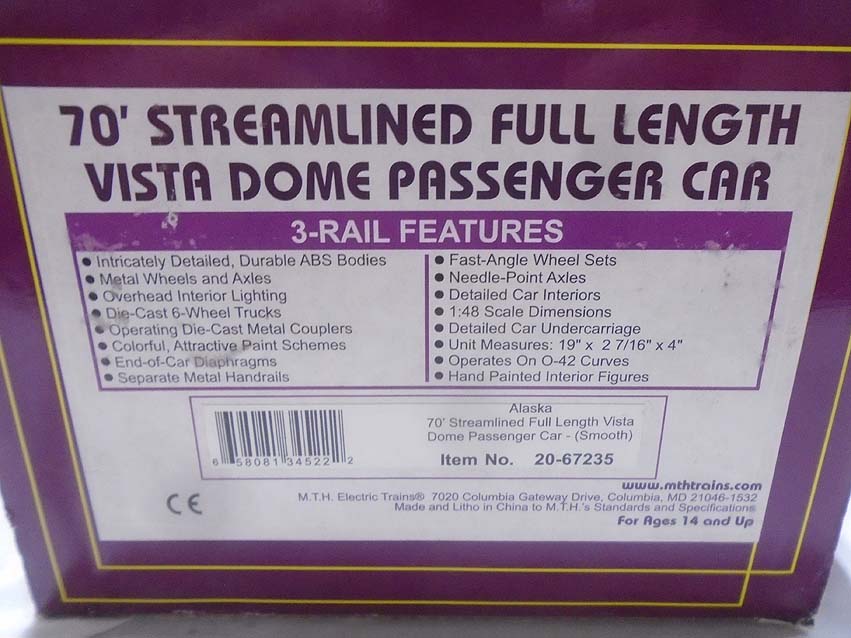 70' STREAMLINED FULL LENGTH
VISTA DOME PASSENGER CAR
3-RAIL FEATURES
• Intricately Detailed, Durable ABS Bodies
• Metal Wheels and Axles
• Overhead Interior Lighting
• Die-Cast 6-Wheel Trucks
• Operating Die-Cast Metal Couplers
• Colorful, Attractive Paint Schemes
• End-of-Car Diaphragms
• Separate Metal Handrails
• Fast-Angle Wheel Sets
• Needle-Point Axles
• Detailed Car Interiors
• 1:48 Scale Dimensions
• Detailed Car Undercarriage
• Unit Measures: 19" x 2 7/16" x 4"
• Operates On O-42 Curves
• Hand Painted Interior Figures
Alaska
70' Streamlined Full Length Vista
Dome Passenger Car - (Smooth)
Item No. 20-67235
6 58081 34522 2
www.mthtrains.com
CE
M.T.H. Electric Trains® 7020 Columbia Gateway Drive, Columbia, MD 21046-1532
Made and Litho in China to M.T.H.'s Standards and Specifications
For Ages 14 and Up